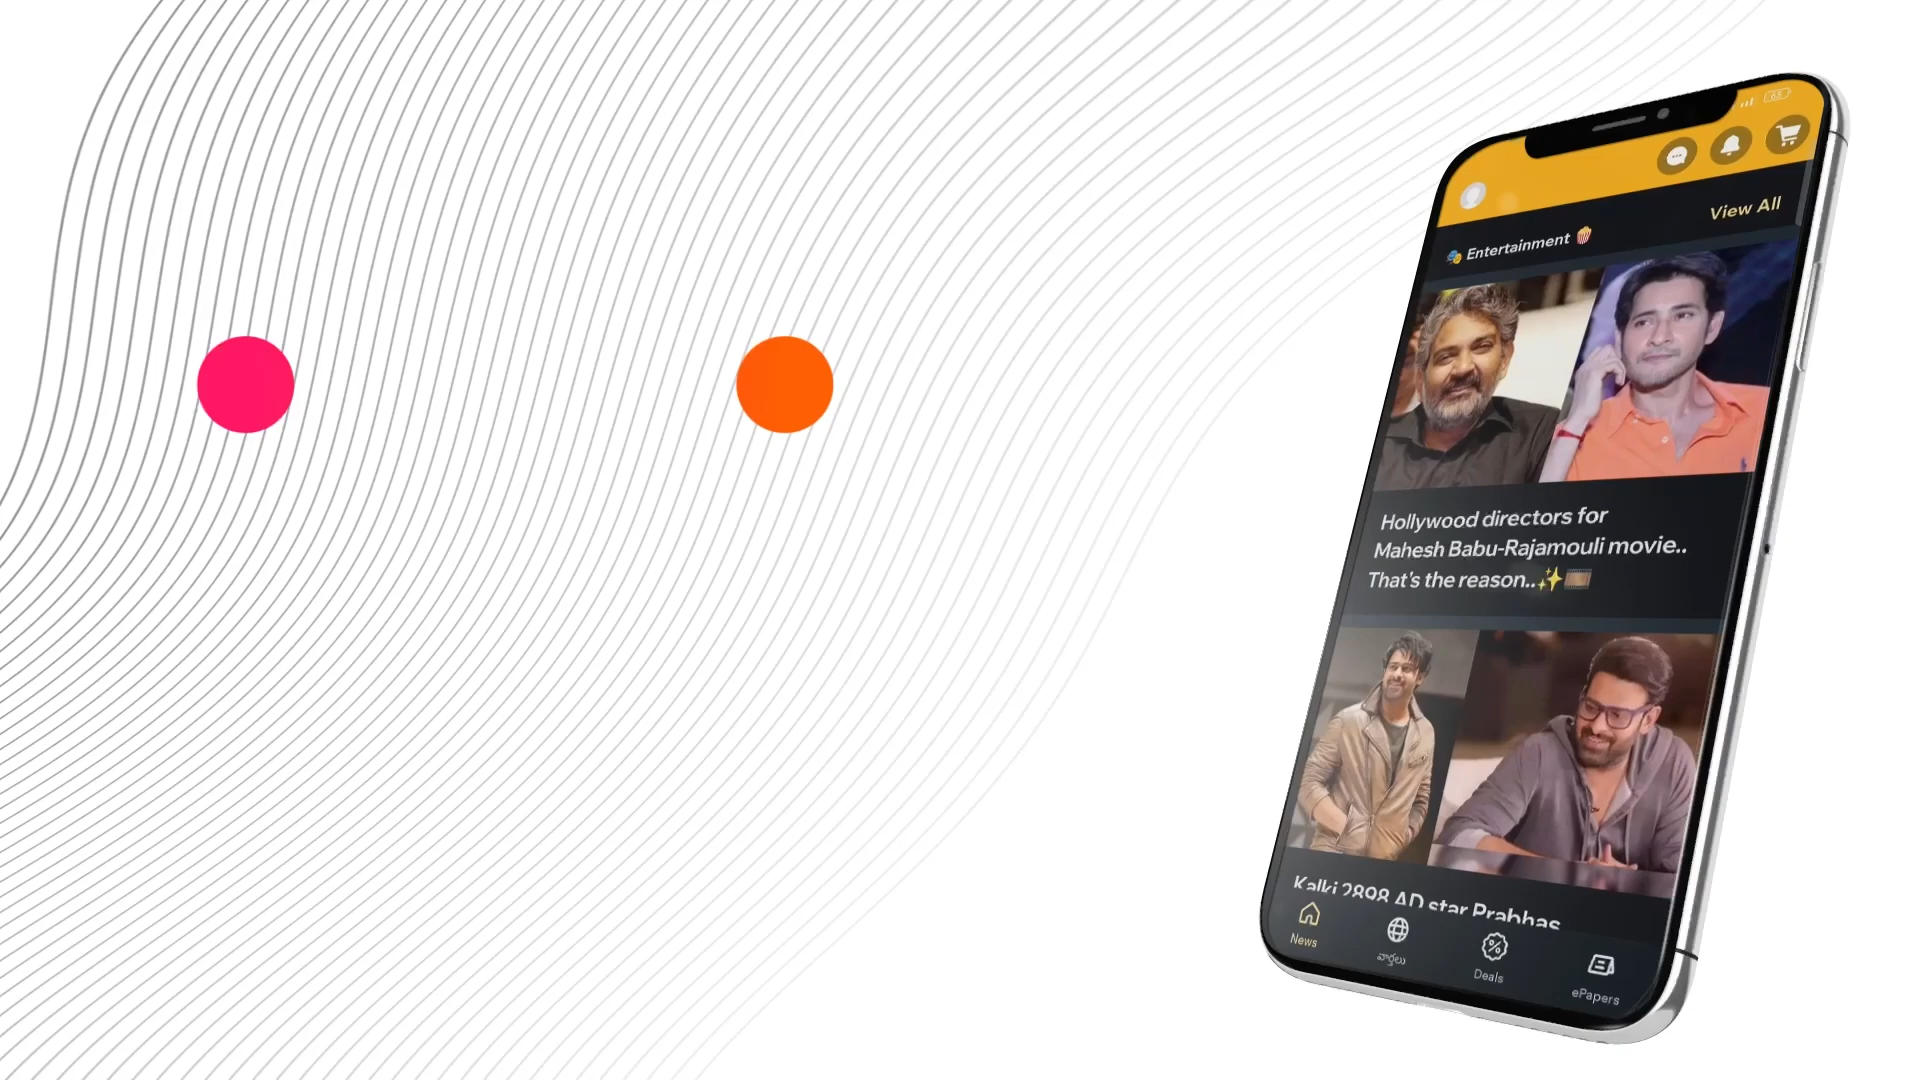 65
View All
🎭 Entertainment 🍿
Hollywood directors for
Mahesh Babu-Rajamouli movie..
That's the reason..✨🎞️
Kalki 2898 AD star Prabhas
News
వార్తలు
Deals
ePapers